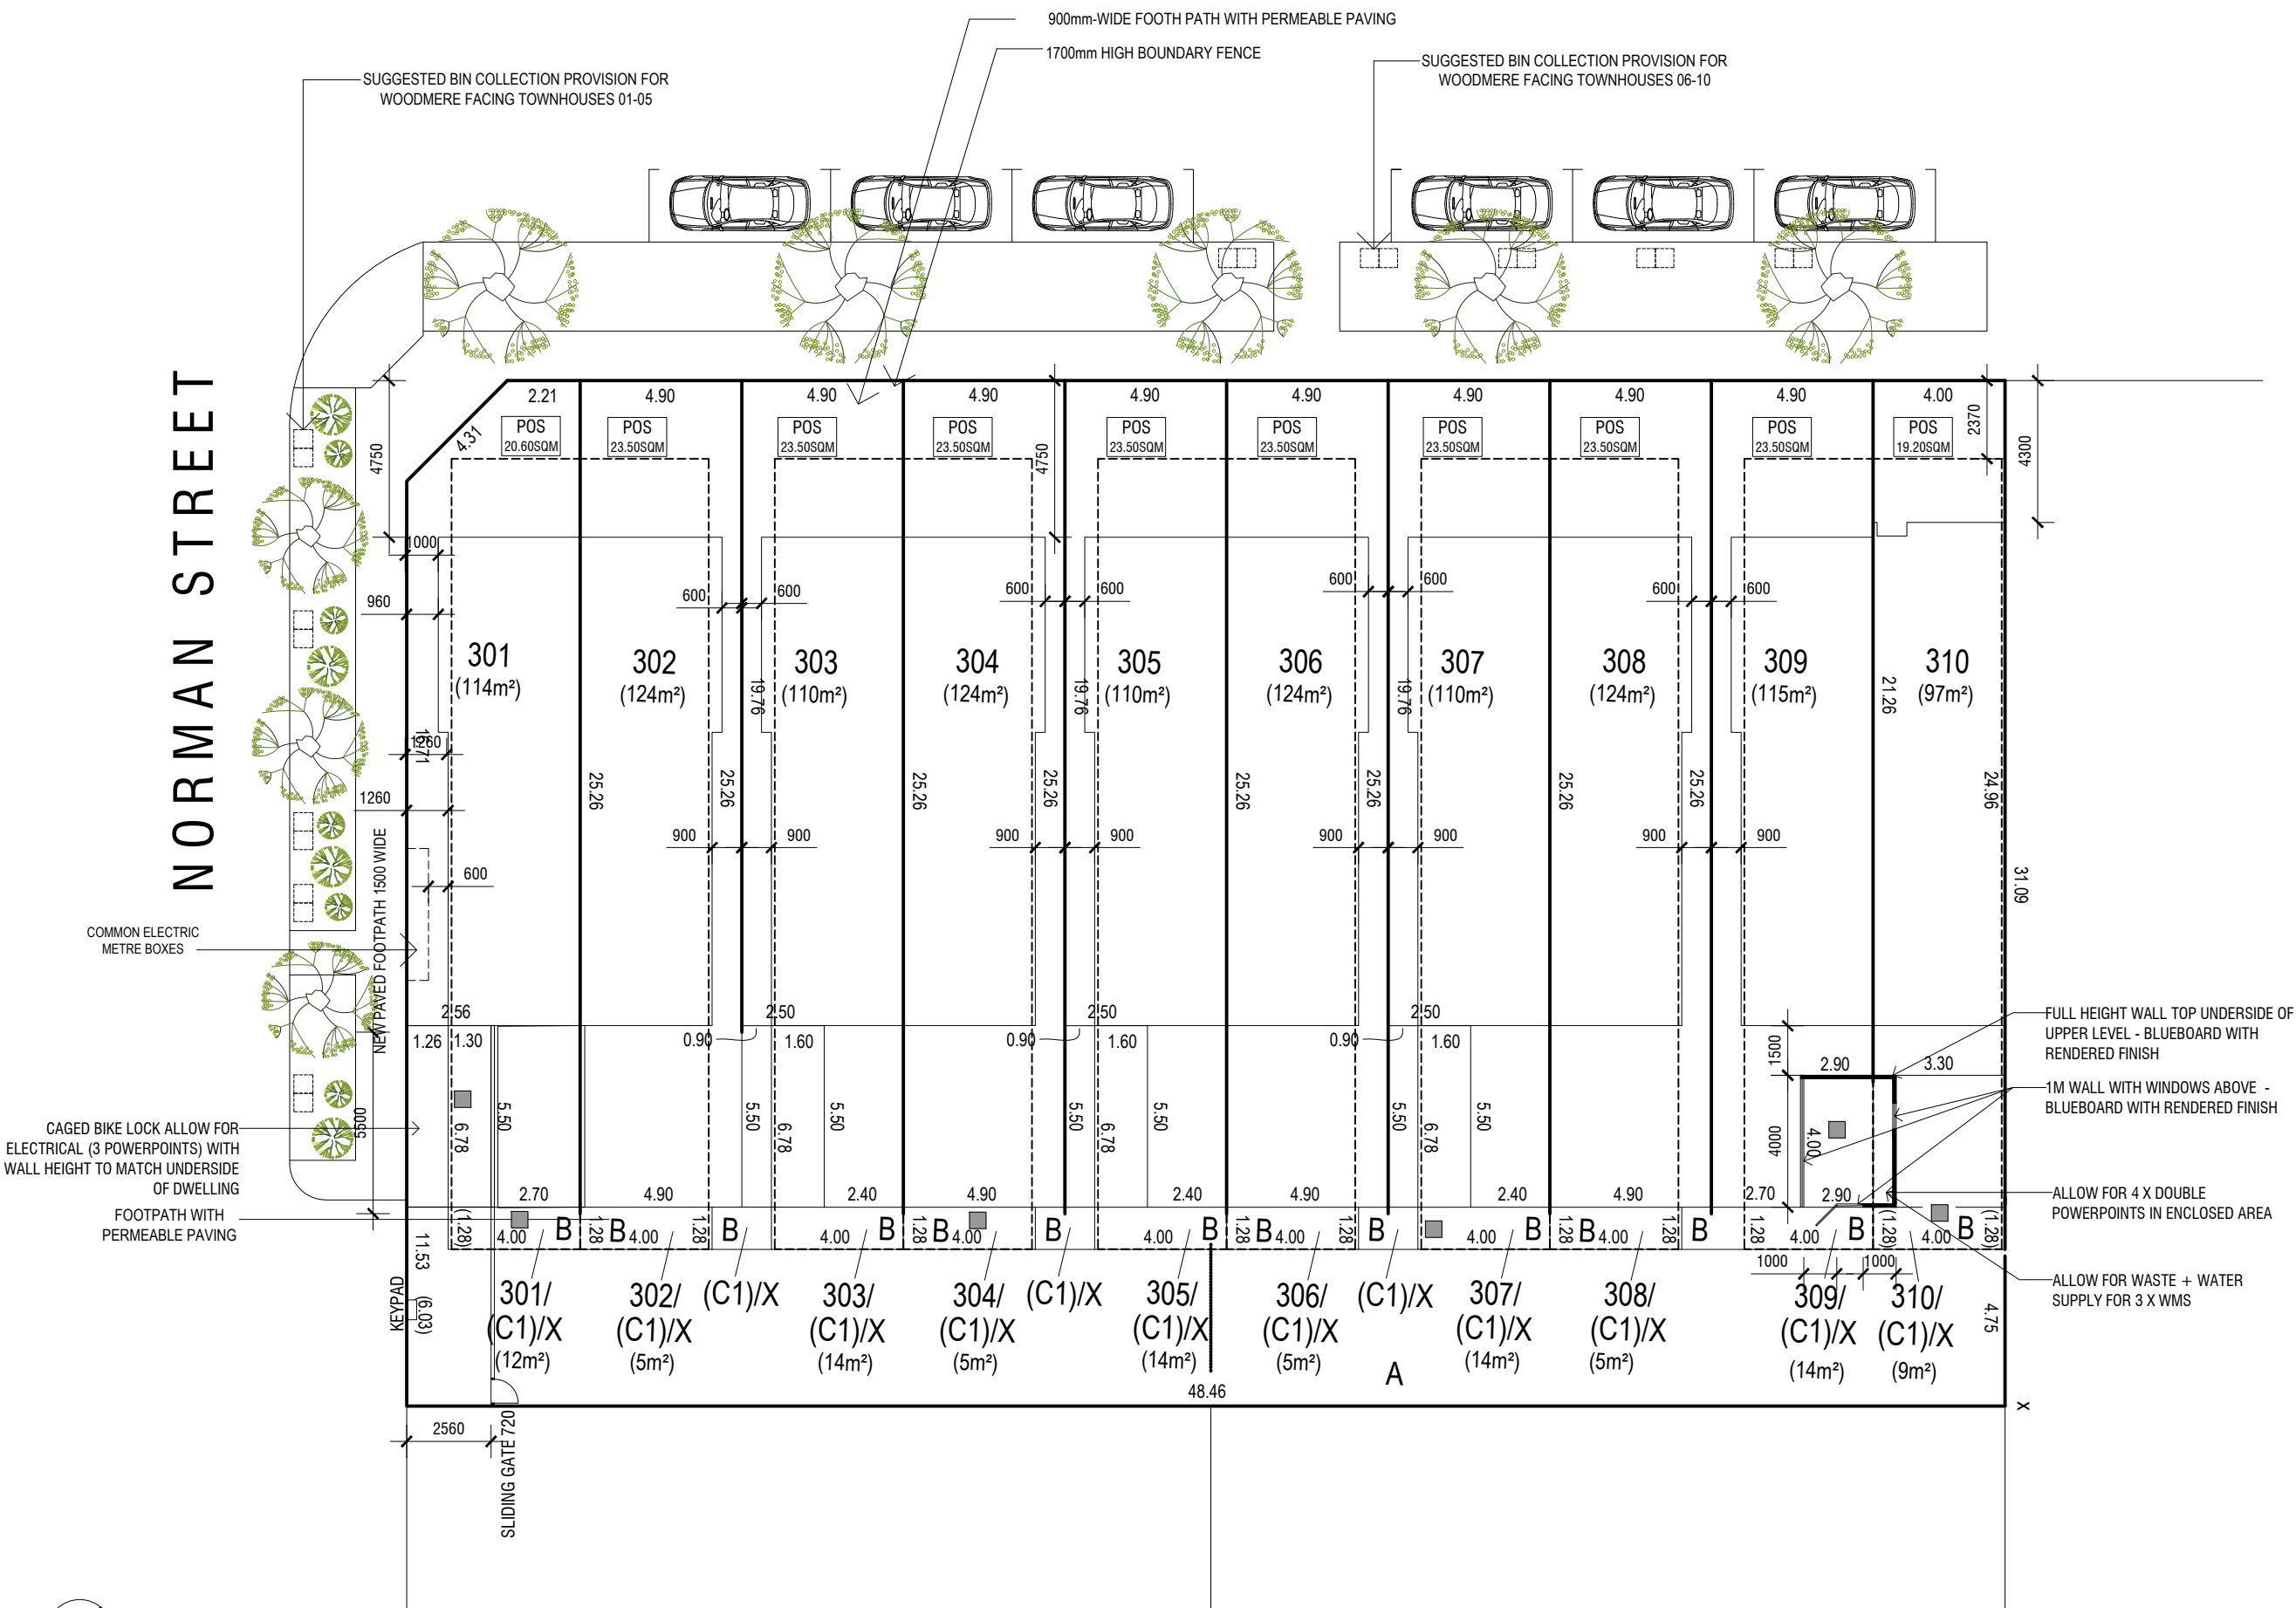 900mm-WIDE FOOTH PATH WITH PERMEABLE PAVING
1700mm HIGH BOUNDARY FENCE
SUGGESTED BIN COLLECTION PROVISION FOR
WOODMERE FACING TOWNHOUSES 01-05
SUGGESTED BIN COLLECTION PROVISION FOR
WOODMERE FACING TOWNHOUSES 06-10
NORMAN STREET
2.21 4.90 4.90 4.90 4.90 4.90 4.90 4.90 4.90 4.00
4.31
POS
20.60SQM
POS
23.50SQM
POS
23.50SQM
POS
23.50SQM
POS
23.50SQM
POS
23.50SQM
POS
23.50SQM
POS
23.50SQM
POS
23.50SQM
POS
19.20SQM
4750 4750 2370 4300
1000
960
600 600 600 600 600 600 600 600
301
(114m²)
302
(124m²)
303
(110m²)
304
(124m²)
305
(110m²)
306
(124m²)
307
(110m²)
308
(124m²)
309
(115m²)
310
(97m²)
19.76 19.76 19.76 21.26
1260
1260
25.26 25.26 25.26 25.26 25.26 25.26 25.26 25.26 24.96
900 900 900 900 900 900 900 900
600
31.09
NEW PAVED FOOTPATH 1500 WIDE
COMMON ELECTRIC
METRE BOXES
2.56 2.50 2.50 2.50
1.26 1.30 0.90 1.60 0.90 1.60 0.90 1.60
FULL HEIGHT WALL TOP UNDERSIDE OF
UPPER LEVEL - BLUEBOARD WITH
RENDERED FINISH
1500 2.90 3.30
1M WALL WITH WINDOWS ABOVE -
BLUEBOARD WITH RENDERED FINISH
5500 6.78 5.50 5.50 6.78 5.50 5.50 6.78 5.50 5.50 6.78 5.50 4000 4.00
CAGED BIKE LOCK ALLOW FOR
ELECTRICAL (3 POWERPOINTS) WITH
WALL HEIGHT TO MATCH UNDERSIDE
OF DWELLING
2.70 4.90 2.40 4.90 2.40 4.90 2.40 4.90 2.70 2.90
ALLOW FOR 4 X DOUBLE
POWERPOINTS IN ENCLOSED AREA
FOOTPATH WITH
PERMEABLE PAVING
(1.28) 4.00 B 1.28 B 4.00 1.28 B 4.00 B 1.28 B 4.00 B 4.00 B 1.28 B 4.00 1.28 B 4.00 B 1.28 B 4.00 1.28 B 1.28 4.00 B (1.28) 4.00 B (1.28)
11.53
(6.03)
KEYPAD
1000 1000
ALLOW FOR WASTE + WATER
SUPPLY FOR 3 X WMS
301/
(C1)/X
(12m²)
302/
(C1)/X
(5m²)
(C1)/X
303/
(C1)/X
(14m²)
304/
(C1)/X
(5m²)
(C1)/X
305/
(C1)/X
(14m²)
306/
(C1)/X
(5m²)
(C1)/X
307/
(C1)/X
(14m²)
308/
(C1)/X
(5m²)
309/
(C1)/X
(14m²)
310/
(C1)/X
(9m²)
4.75
A
48.46
X
2560
SLIDING GATE 720